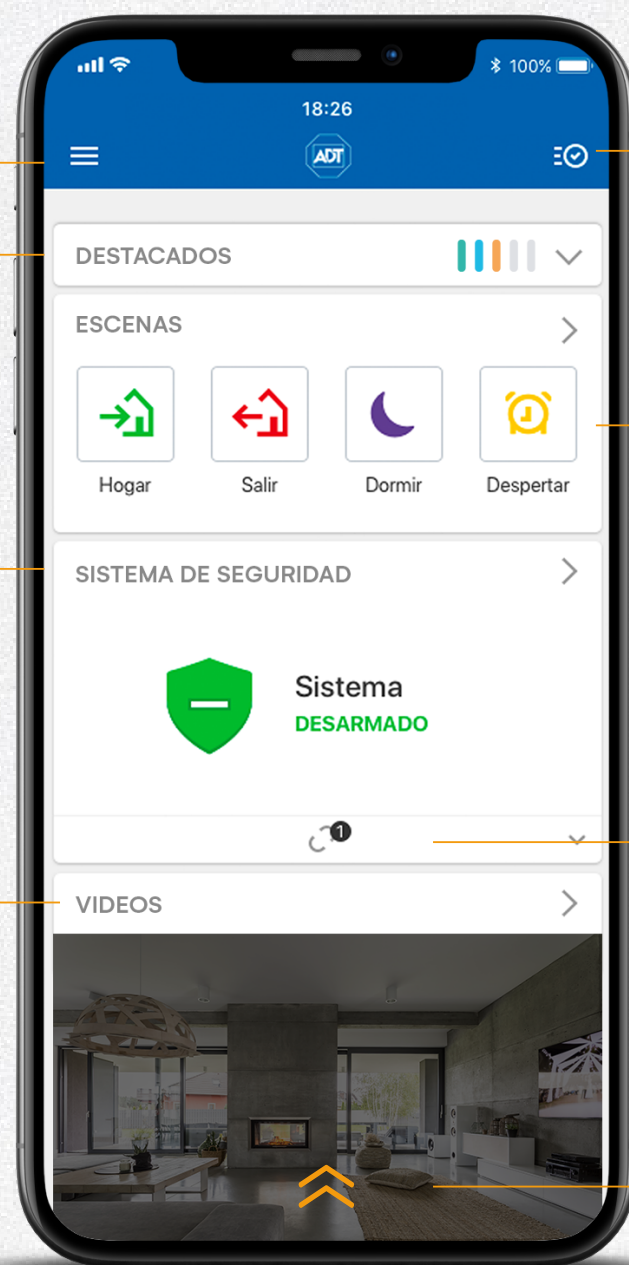 100%
18:26
ADT
DESTACADOS
ESCENAS
Hogar
Salir
Dormir
Despertar
SISTEMA DE SEGURIDAD
Sistema
DESARMADO
1
VIDEOS